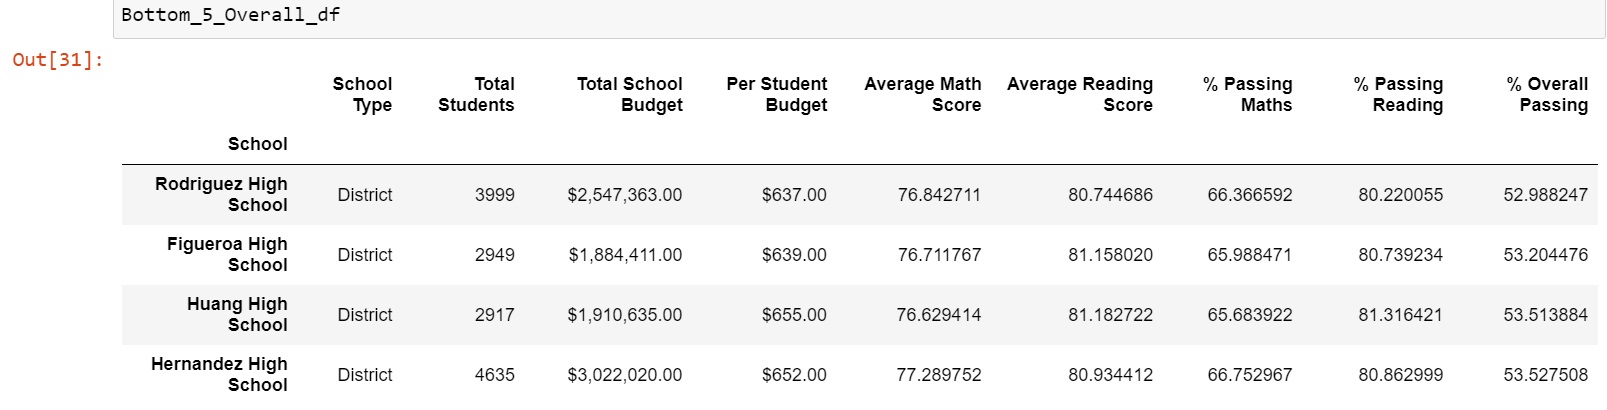 Bottom_5_Overall_df
Out[31]:
School Total Total School Per Student Average Math Average Reading % Passing % Passing % Overall
Type Students Budget Budget Score Score Maths Reading Passing
School
Rodriguez High
School District 3999 $2,547,363.00 $637.00 76.842711 80.744686 66.366592 80.220055 52.988247
Figueroa High
School District 2949 $1,884,411.00 $639.00 76.711767 81.158020 65.988471 80.739234 53.204476
Huang High
School District 2917 $1,910,635.00 $655.00 76.629414 81.182722 65.683922 81.316421 53.513884
Hernandez High
School District 4635 $3,022,020.00 $652.00 77.289752 80.934412 66.752967 80.862999 53.527508